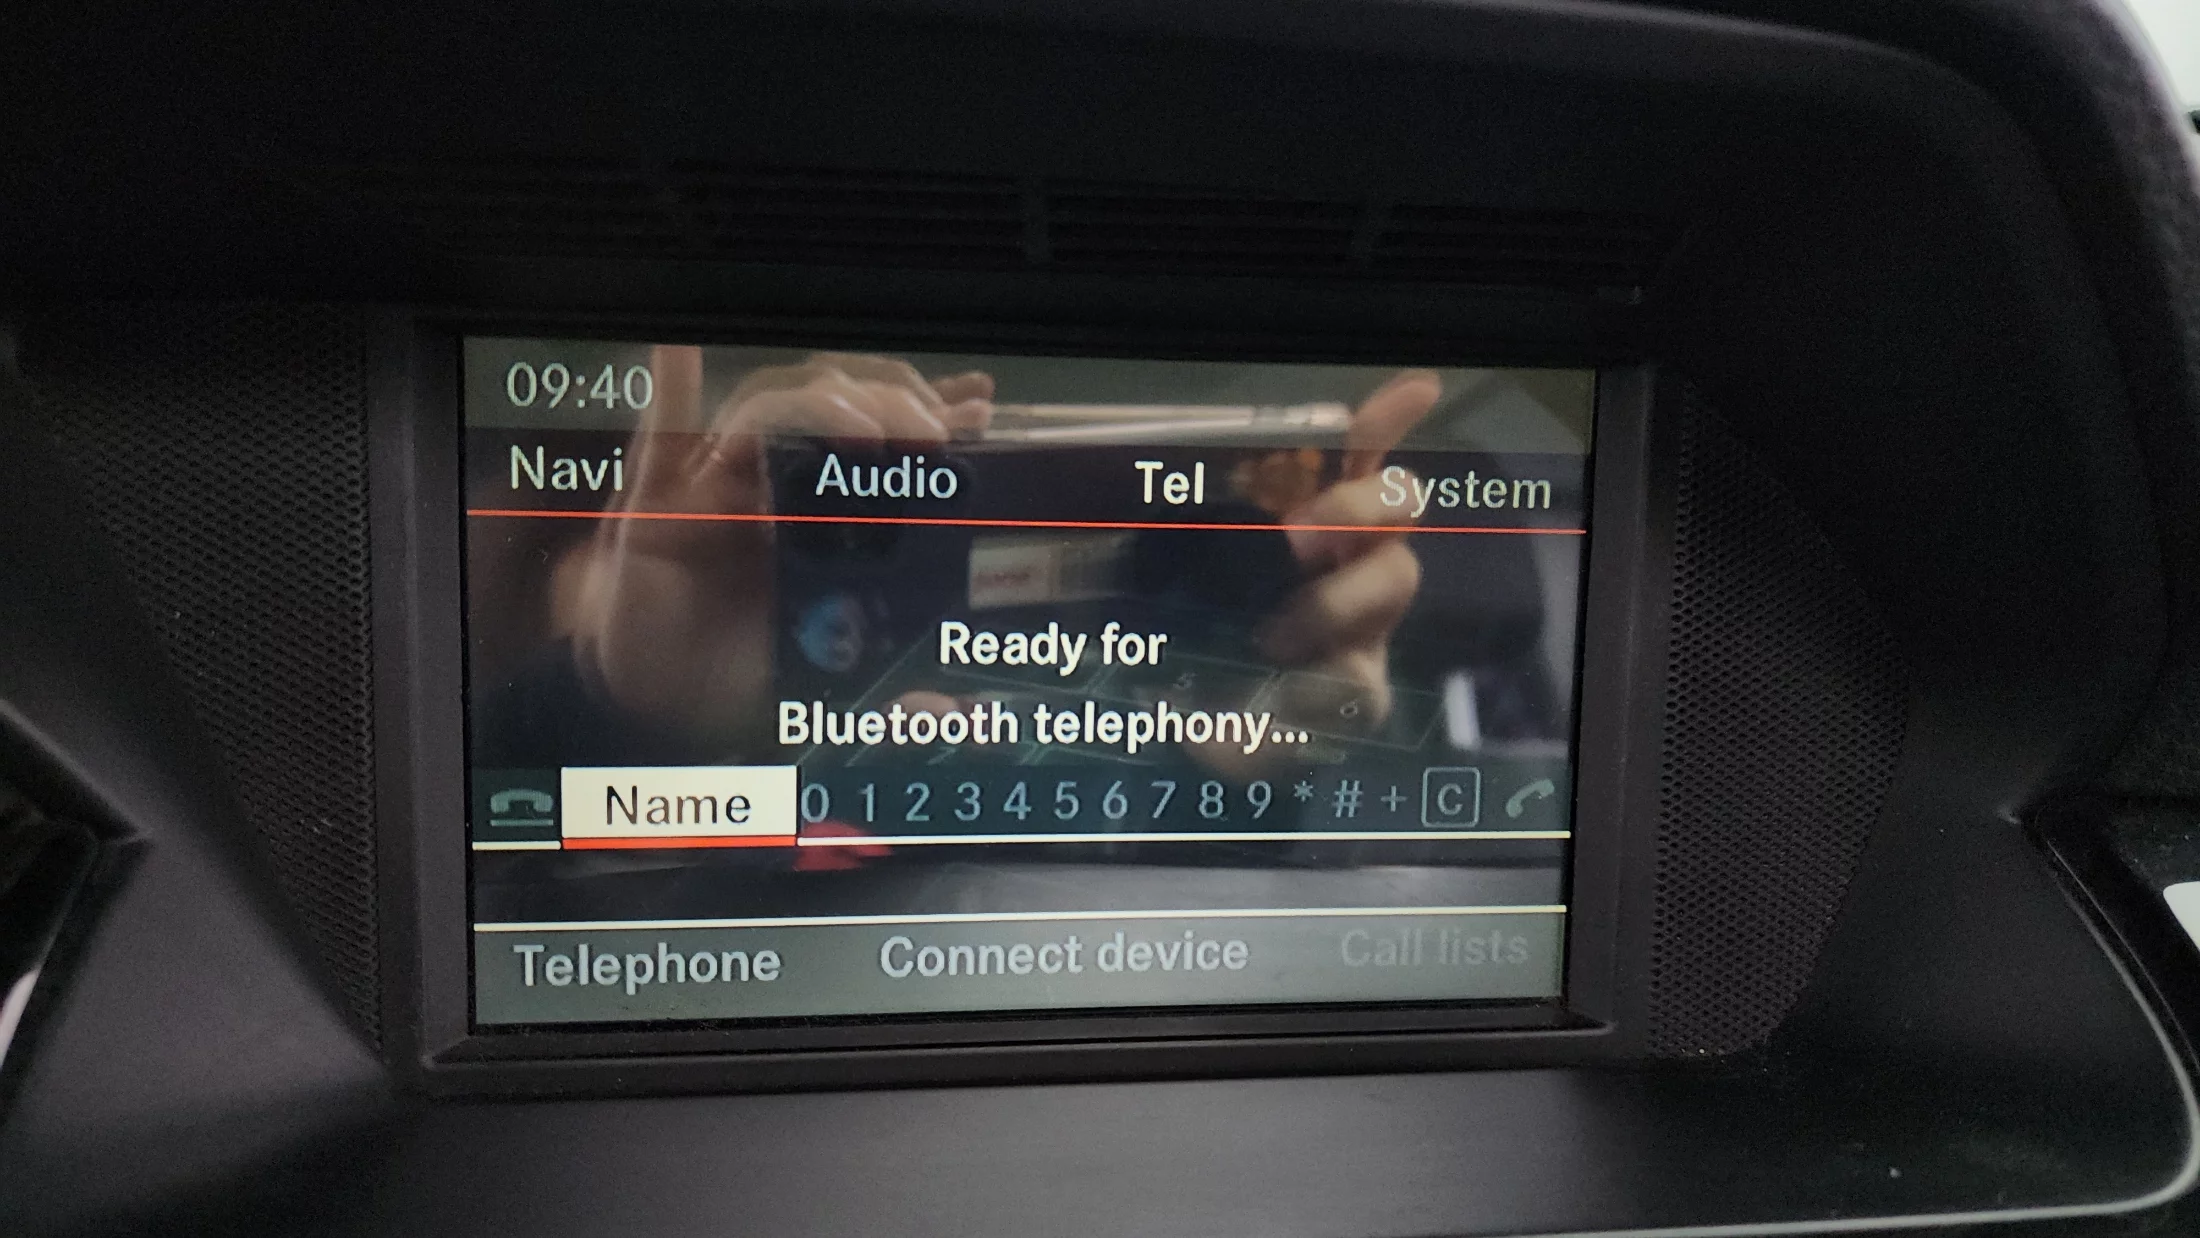 09:40
Navi Audio Tel System
Ready for
Bluetooth telephony...
Name 0 1 2 3 4 5 6 7 8 9 * # + C
Telephone Connect device Call lists